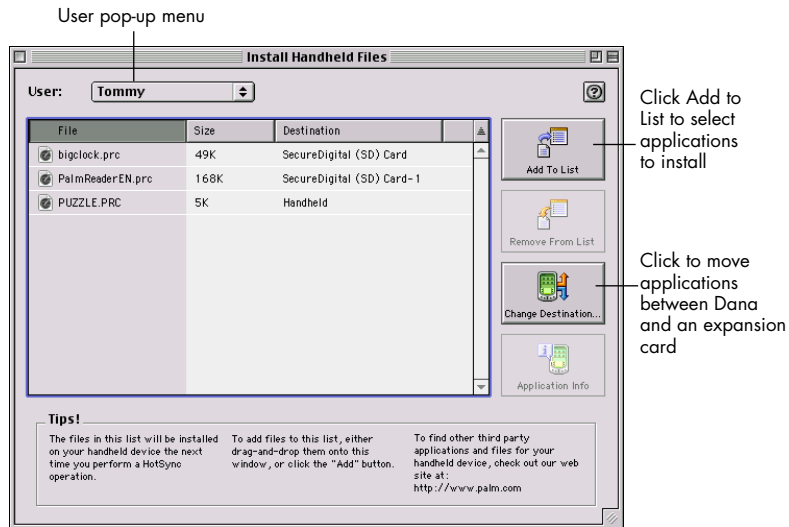 User pop-up menu
Install Handheld Files
User: Tommy
File Size Destination
bigclock.prc 49K SecureDigital (SD) Card
PalmReaderEN.prc 168K SecureDigital (SD) Card-1
PUZZLE.PRC 5K Handheld
Add To List
Remove From List
Change Destination...
Application Info
Click Add to
List to select
applications
to install
Click to move
applications
between Dana
and an expansion
card
Tips!
The files in this list will be installed
on your handheld device the next
time you perform a HotSync
operation.
To add files to this list, either
drag-and-drop them onto this
window, or click the "Add" button.
To find other third party
applications and files for your
handheld device, check out our web
site at:
http://www.palm.com